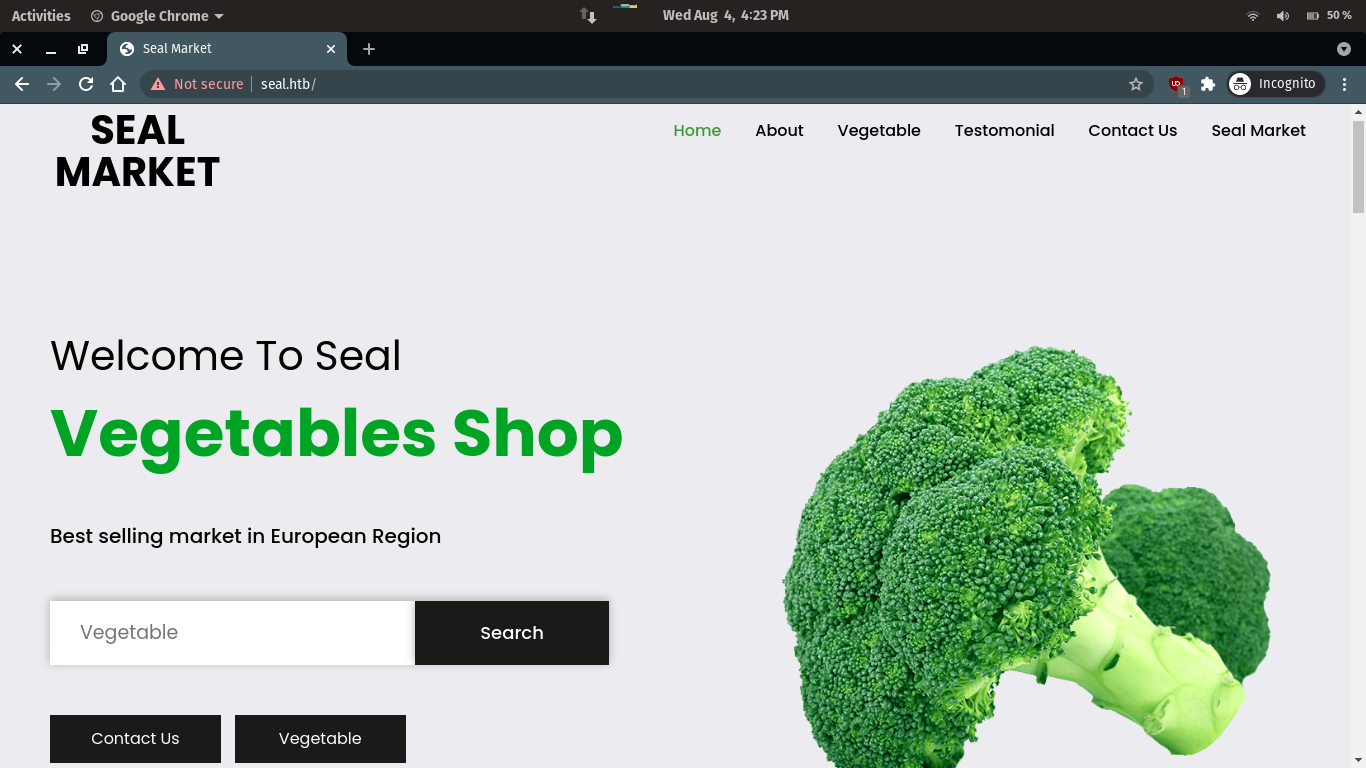 Activities Google Chrome Wed Aug 4, 4:23 PM 50 %
Seal Market
Not secure seal.htb/ 1 Incognito
SEAL
MARKET
Home About Vegetable Testomonial Contact Us Seal Market
Welcome To Seal
Vegetables Shop
Best selling market in European Region
Vegetable Search
Contact Us Vegetable